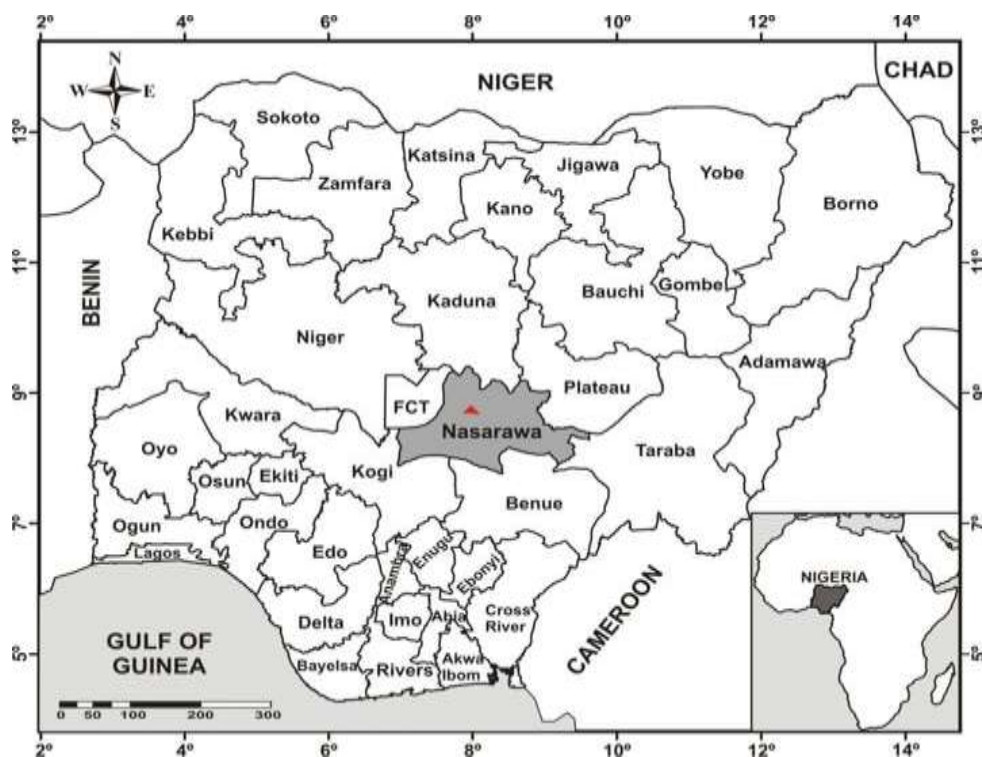 2° 4° 6° 8° 10° 12° 14°
N
W E
S
NIGER
CHAD
Sokoto
13° 13°
Katsina
Jigawa
Yobe
Zamfara
Kano
Borno
Kebbi
11° 11°
BENIN
Kaduna
Bauchi
Gombe
Niger
Adamawa
Plateau
9° 9°
FCT
Kwara
Nasarawa
Oyo
Taraba
Kogi
Osun
Ekiti
Benue
7° 7°
Ogun
Ondo
Lagos
Edo
Anambra
Enugu
Ebonyi
NIGERIA
Delta
Imo
Abia
Cross
River
CAMEROON
GULF OF
GUINEA
5° 5°
Bayelsa
Rivers
Akwa
Ibom
0 50 100 200 300
2° 4° 6° 8° 10° 12° 14°